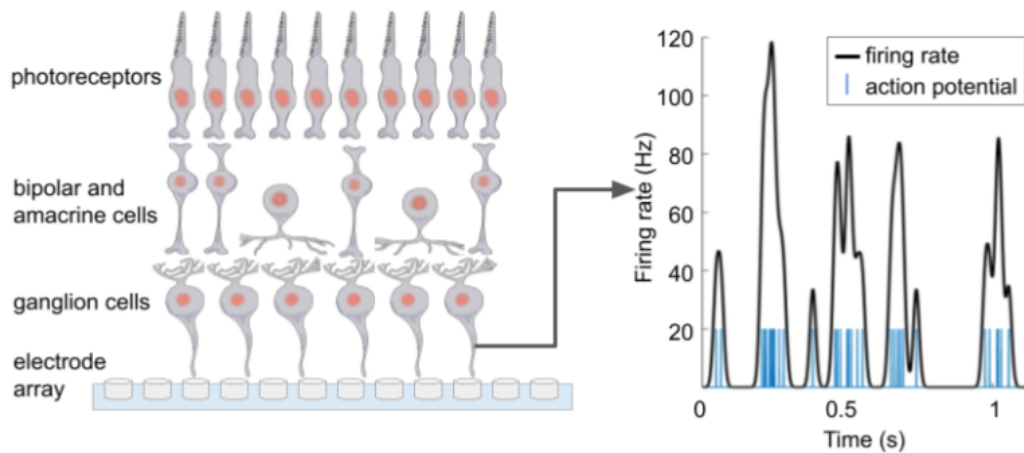 photoreceptors
bipolar and
amacrine cells
ganglion cells
electrode
array
Firing rate (Hz)
120
100
80
60
40
20
firing rate
action potential
0
0.5
1
Time (s)